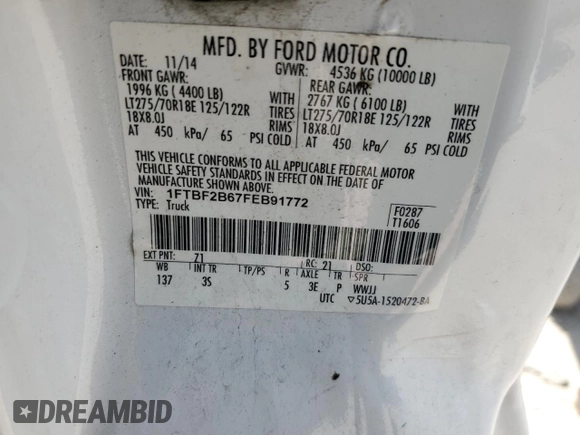 MFD. BY FORD MOTOR CO.
DATE: 11/14 GVWR: 4536 KG (10000 LB)
FRONT GAWR: REAR GAWR:
1996 KG ( 4400 LB) WITH 2767 KG ( 6100 LB) WITH
LT275/70R18E 125/122R TIRES LT275/70R18E 125/122R TIRES
18X8.0J RIMS 18X8.0J RIMS
AT 450 kPa/ 65 PSI COLD AT 450 kPa/ 65 PSI COLD
THIS VEHICLE CONFORMS TO ALL APPLICABLE FEDERAL MOTOR
VEHICLE SAFETY STANDARDS IN EFFECT ON THE DATE OF
MANUFACTURE SHOWN ABOVE.
VIN: 1FTBF2B67FEB91772 F0287
TYPE: Truck T1606
EXT PNT: Z1 RC: 21 DSO:
WB INT TR TP/PS R AXLE TR SPR
137 3S 5 3E P WWJJ
UTC ▽5U5A-1520472-BA
DREAMBID